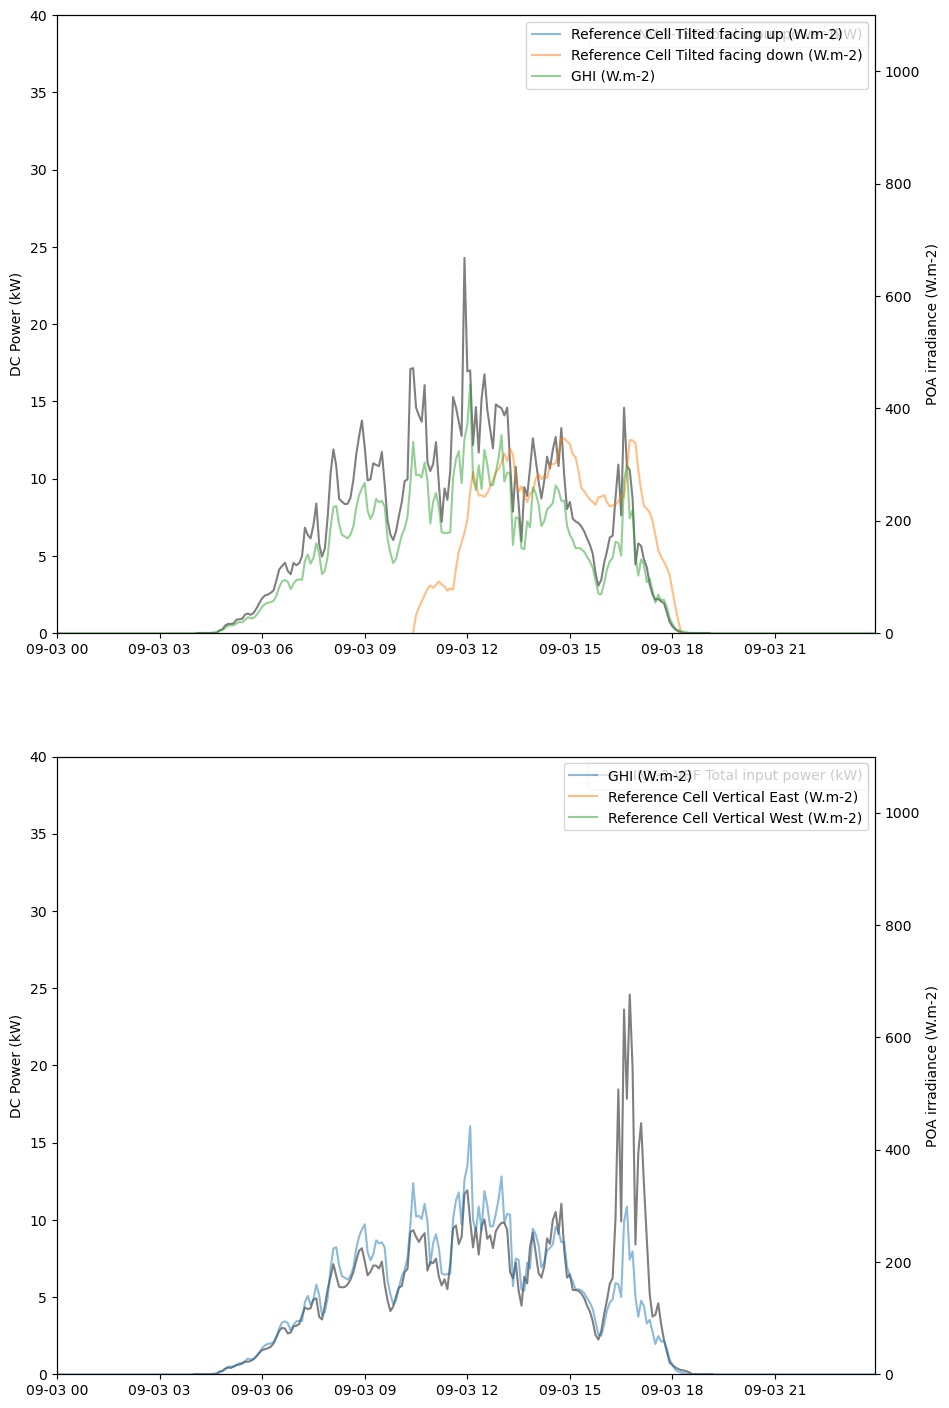 40
35
30
25
20
15
10
5
0
DC Power (kW)
Reference Cell Tilted facing up (W.m-2)
Reference Cell Tilted facing down (W.m-2)
GHI (W.m-2)
1000
800
600
400
200
0
POA irradiance (W.m-2)
09-03 00 09-03 03 09-03 06 09-03 09 09-03 12 09-03 15 09-03 18 09-03 21
40
35
30
25
20
15
10
5
0
DC Power (kW)
GHI (W.m-2) Total input power (kW)
Reference Cell Vertical East (W.m-2)
Reference Cell Vertical West (W.m-2)
1000
800
600
400
200
0
POA irradiance (W.m-2)
09-03 00 09-03 03 09-03 06 09-03 09 09-03 12 09-03 15 09-03 18 09-03 21